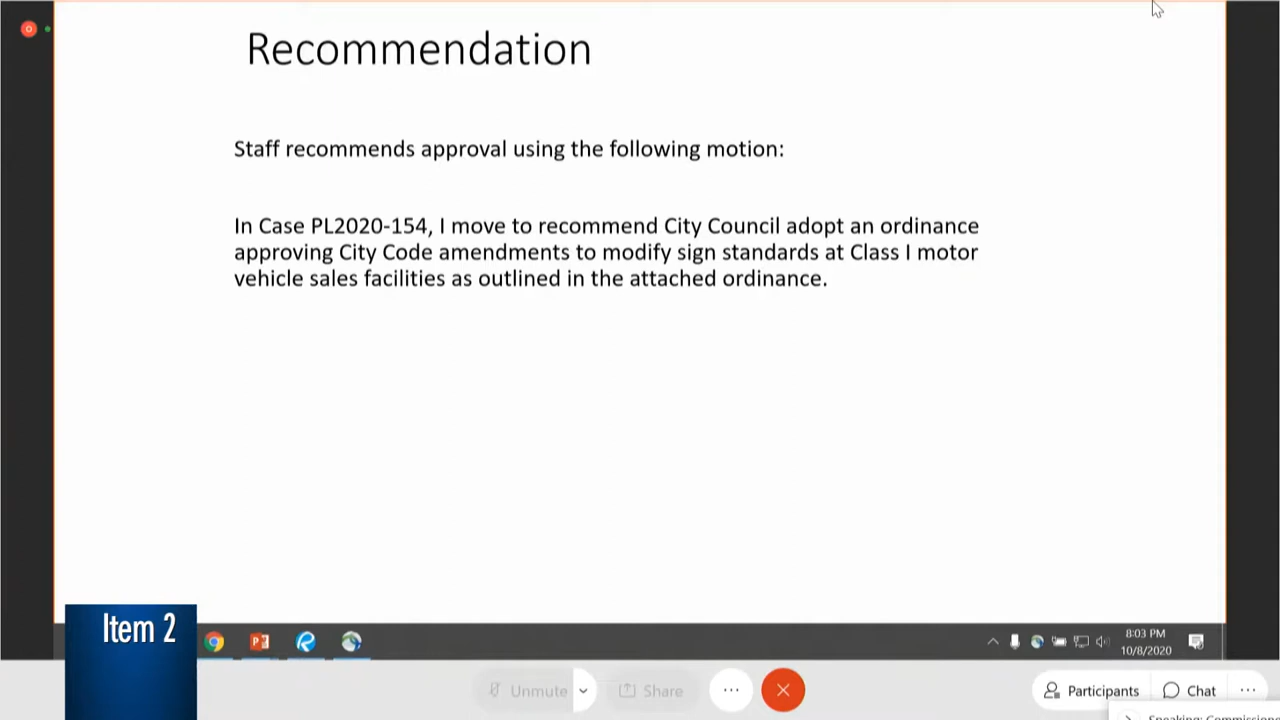 Recommendation
Staff recommends approval using the following motion:
In Case PL2020-154, I move to recommend City Council adopt an ordinance
approving City Code amendments to modify sign standards at Class I motor
vehicle sales facilities as outlined in the attached ordinance.
Item 2
8:03 PM
10/8/2020
Unmute
Share
Participants
Chat